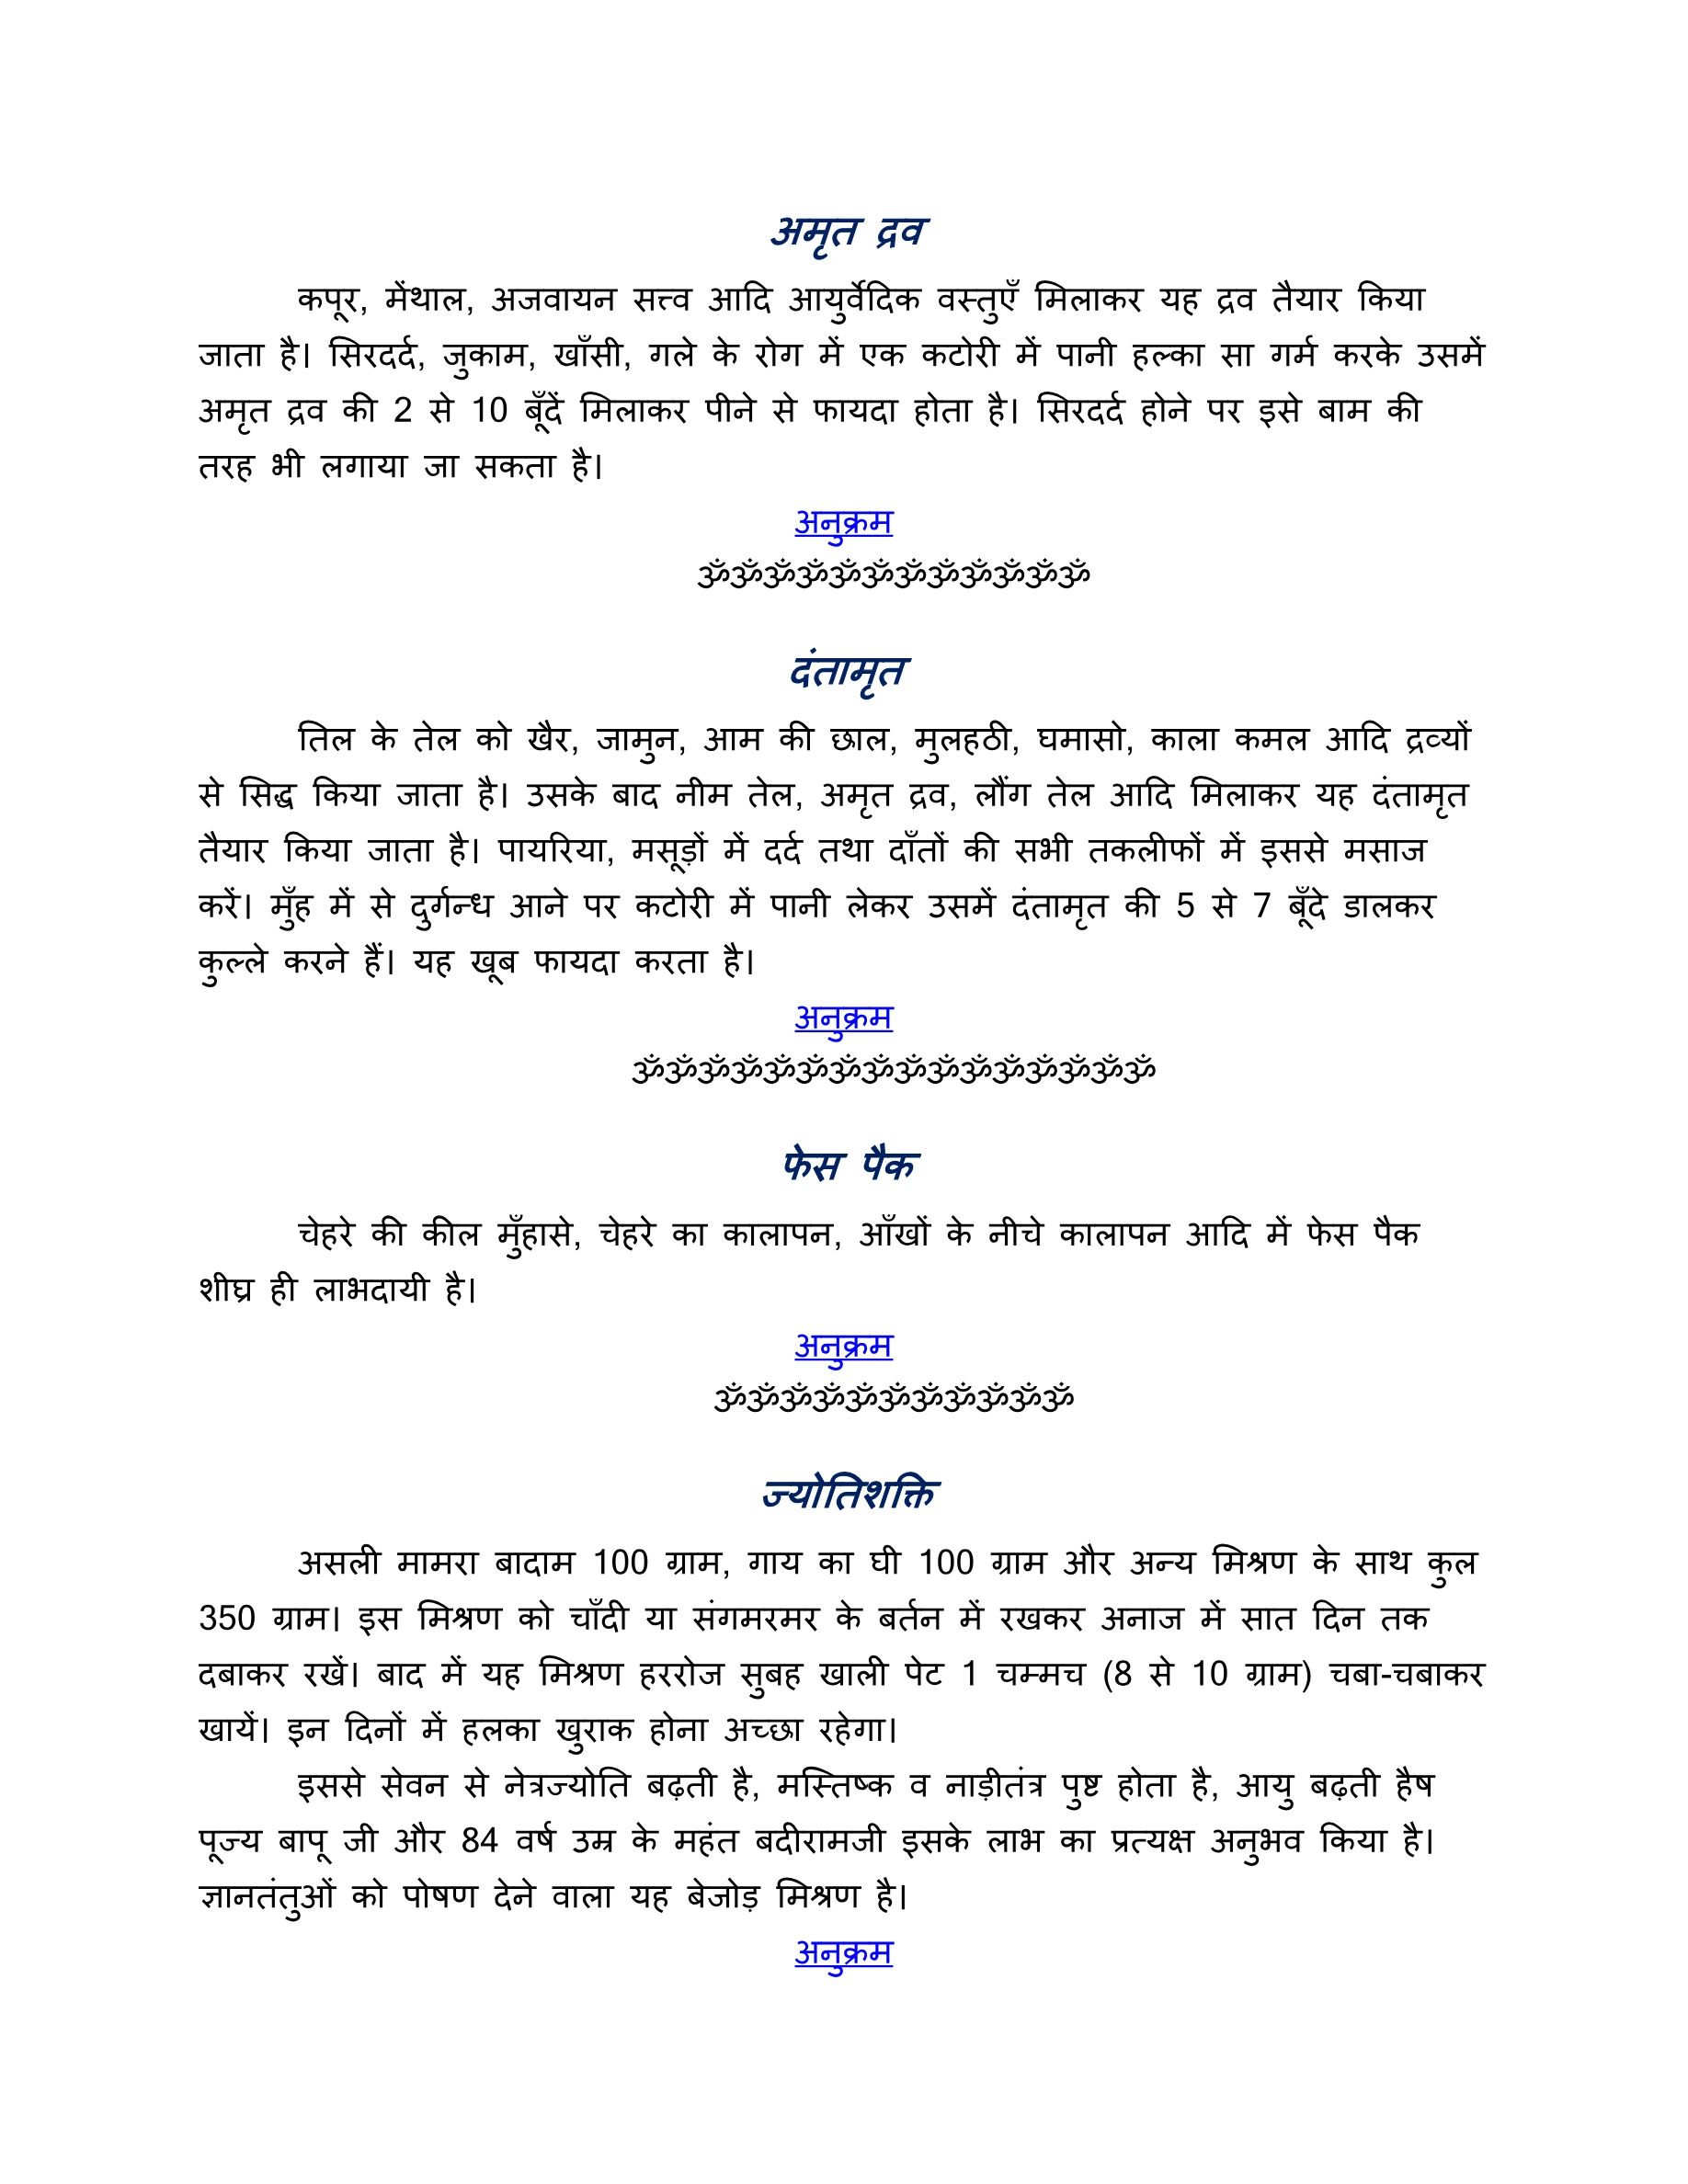 अमृत द्रव
कपूर, मेंथाल, अजवायन सत्त्व आदि आयुर्वेदिक वस्तुएँ मिलाकर यह द्रव तैयार किया
जाता है। सिरदर्द, जुकाम, खाँसी, गले के रोग में एक कटोरी में पानी हल्का सा गर्म करके उसमें
अमृत द्रव की 2 से 10 बूँदें मिलाकर पीने से फायदा होता है। सिरदर्द होने पर इसे बाम की
तरह भी लगाया जा सकता है।
अनुक्रम
ॐॐॐॐॐॐॐॐॐॐॐॐ
दंतामृत
तिल के तेल को खैर, जामुन, आम की छाल, मुलहठी, घमासो, काला कमल आदि द्रव्यों
से सिद्ध किया जाता है। उसके बाद नीम तेल, अमृत द्रव, लौंग तेल आदि मिलाकर यह दंतामृत
तैयार किया जाता है। पायरिया, मसूड़ों में दर्द तथा दाँतों की सभी तकलीफों में इससे मसाज
करें। मुँह में से दुर्गन्ध आने पर कटोरी में पानी लेकर उसमें दंतामृत की 5 से 7 बूँदे डालकर
कुल्ले करने हैं। यह खूब फायदा करता है।
अनुक्रम
ॐॐॐॐॐॐॐॐॐॐॐॐॐॐॐॐ
फेस पैक
चेहरे की कील मुँहासे, चेहरे का कालापन, आँखों के नीचे कालापन आदि में फेस पैक
शीघ्र ही लाभदायी है।
अनुक्रम
ॐॐॐॐॐॐॐॐॐॐॐ
ज्योतिशक्ति
असली मामरा बादाम 100 ग्राम, गाय का घी 100 ग्राम और अन्य मिश्रण के साथ कुल
350 ग्राम। इस मिश्रण को चाँदी या संगमरमर के बर्तन में रखकर अनाज में सात दिन तक
दबाकर रखें। बाद में यह मिश्रण हररोज सुबह खाली पेट 1 चम्मच (8 से 10 ग्राम) चबा-चबाकर
खायें। इन दिनों में हलका खुराक होना अच्छा रहेगा।
इससे सेवन से नेत्रज्योति बढ़ती है, मस्तिष्क व नाड़ीतंत्र पुष्ट होता है, आयु बढ़ती हैष
पूज्य बापू जी और 84 वर्ष उम्र के महंत बदीरामजी इसके लाभ का प्रत्यक्ष अनुभव किया है।
ज्ञानतंतुओं को पोषण देने वाला यह बेजोड़ मिश्रण है।
अनुक्रम